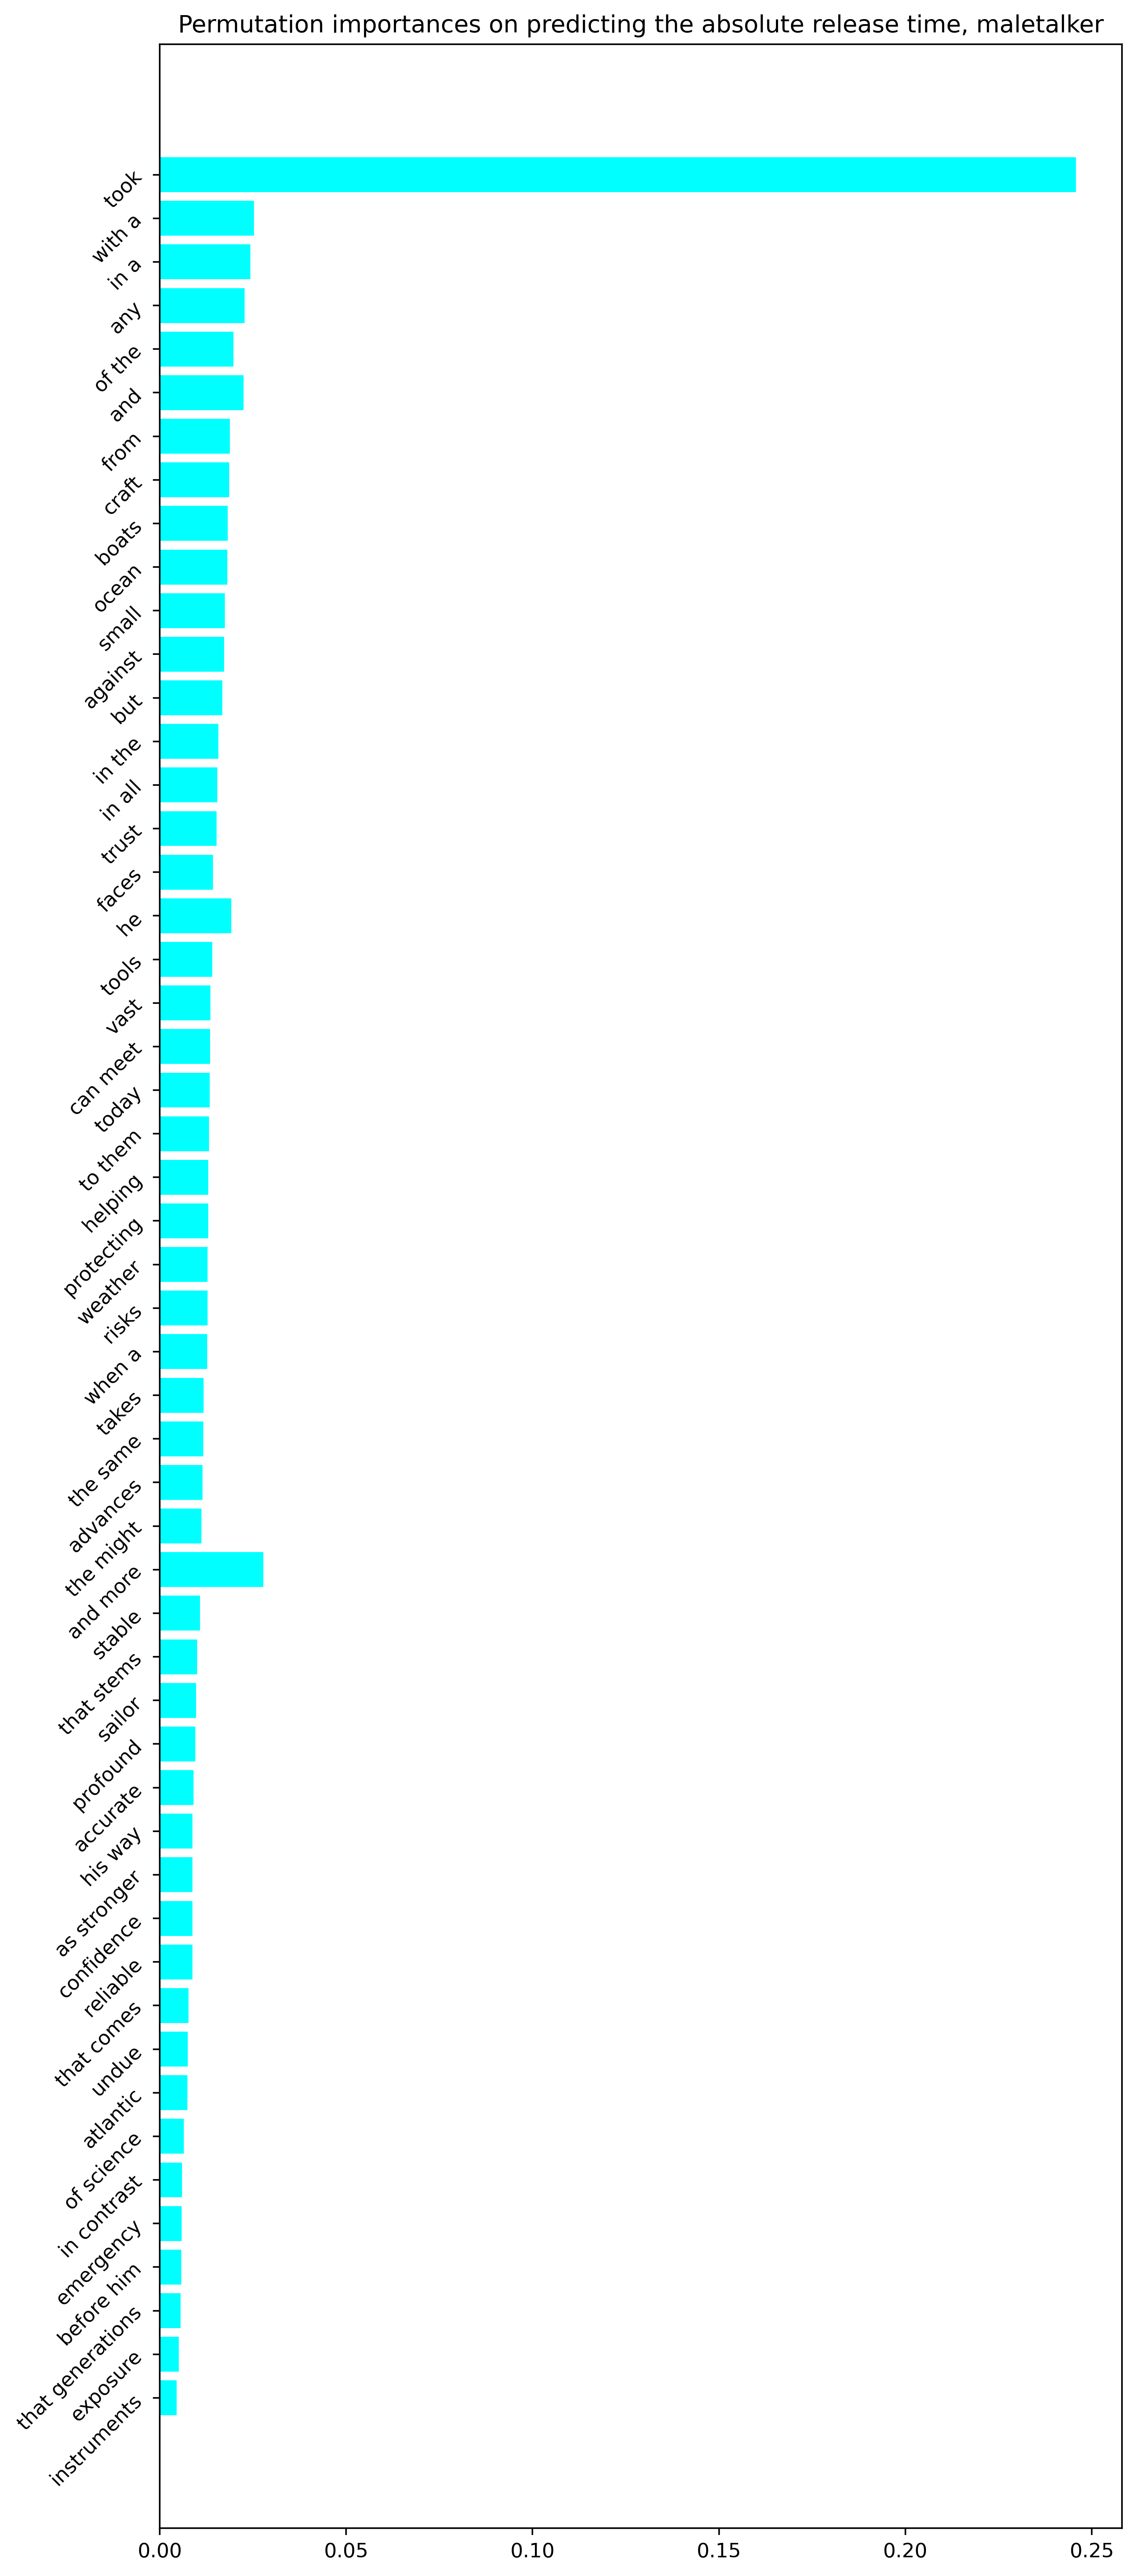 Permutation importances on predicting the absolute release time, maletalker
took
with a
in a
any
of the
and
from
craft
boats
ocean
small
against
but
in the
in all
trust
faces
he
tools
vast
can meet
today
to them
helping
protecting
weather
risks
when a
takes
the same
advances
the might
and more
stable
that stems
sailor
profound
accurate
his way
as stronger
confidence
reliable
that comes
undue
atlantic
of science
in contrast
emergency
before him
that generations
exposure
instruments
0.00 0.05 0.10 0.15 0.20 0.25